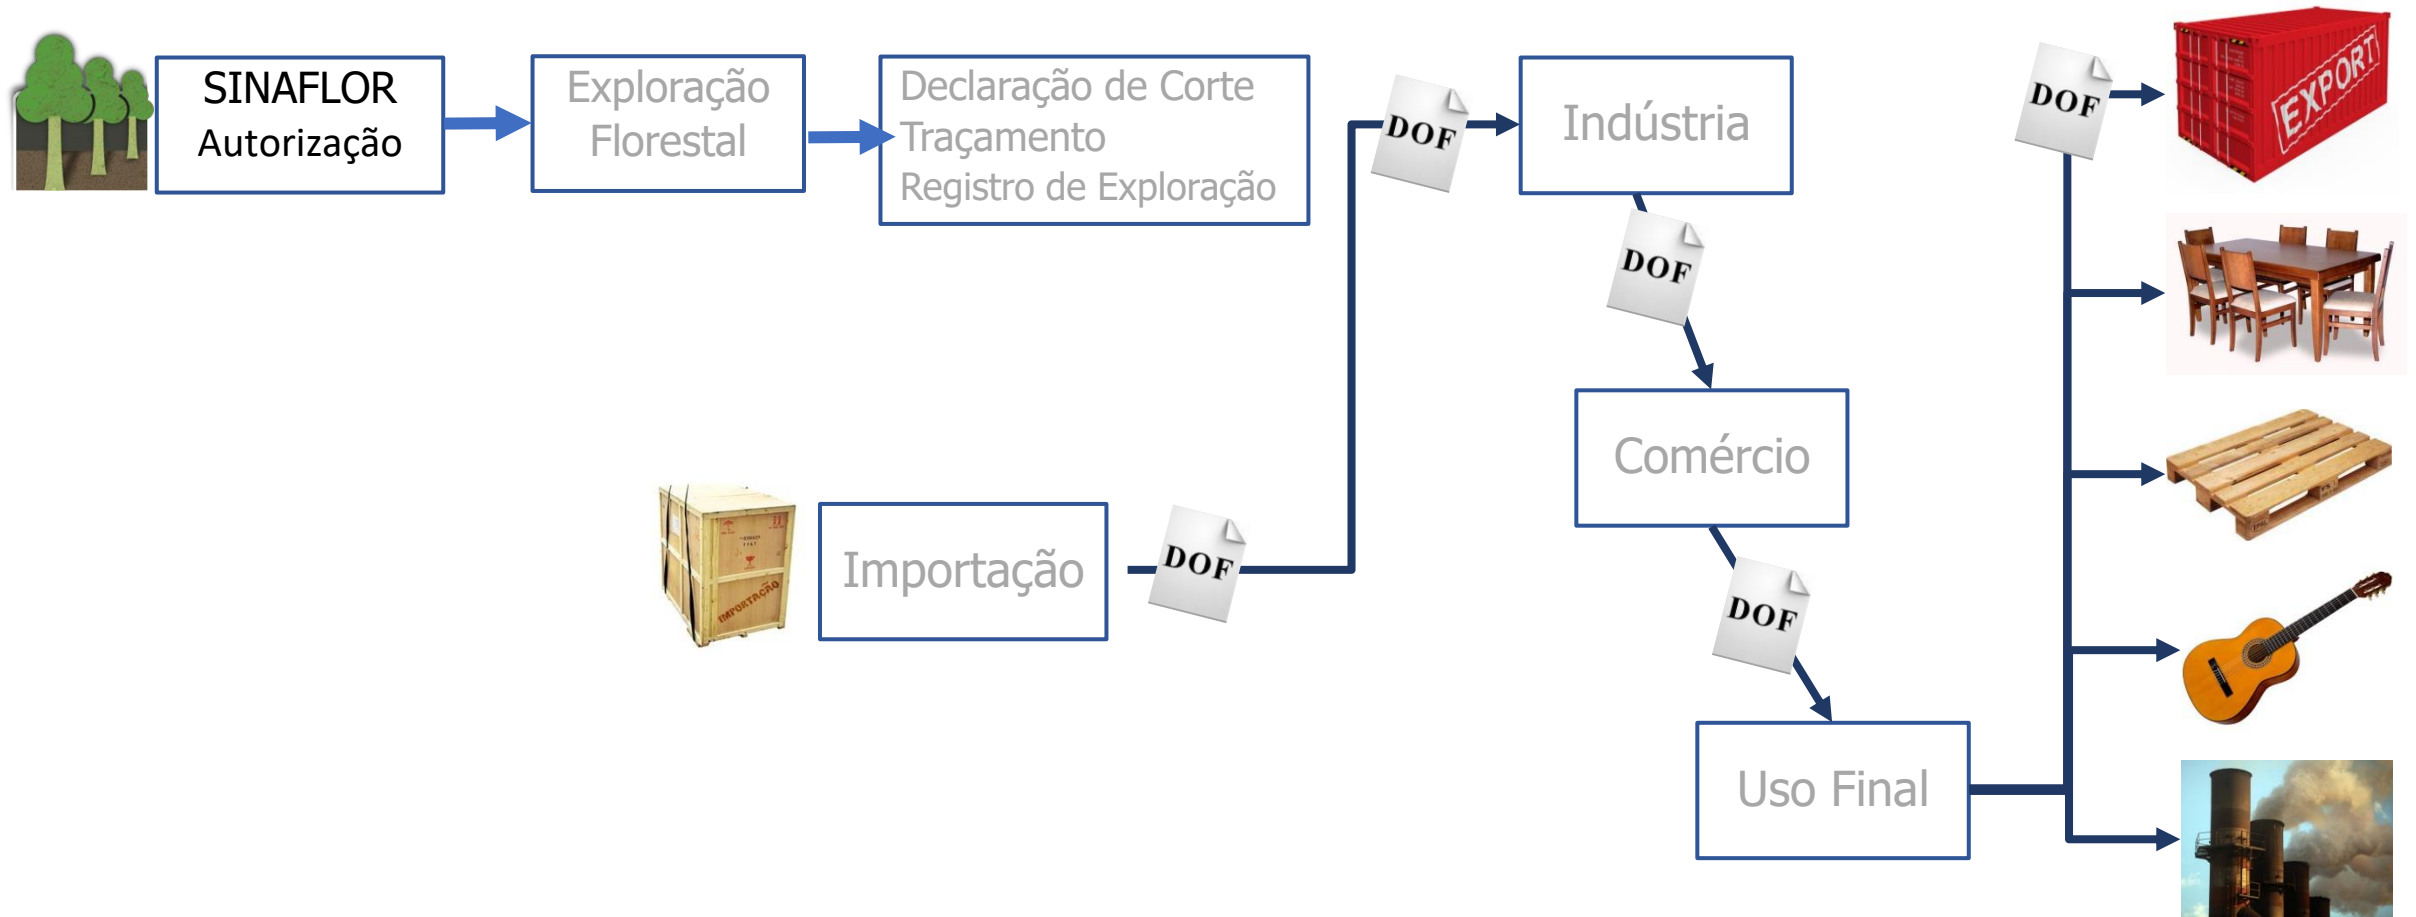 SINAFLOR
Autorização
Exploração
Florestal
Declaração de Corte
Traçamento
Registro de Exploração
DOF
Indústria
DOF
Comércio
DOF
Uso Final
IMPORTAÇÃO
Importação
DOF
DOF
EXPORT